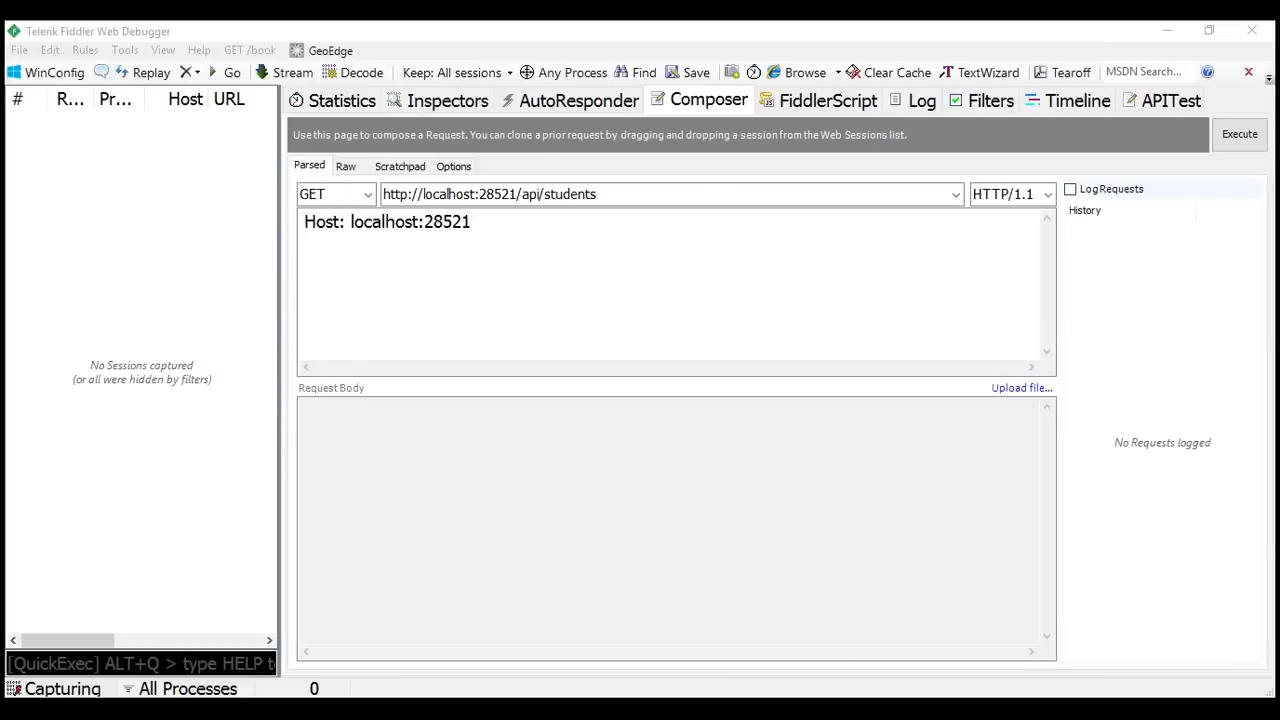 Telerik Fiddler Web Debugger
File Edit Rules Tools View Help GET /book GeoEdge
WinConfig Replay Go Stream Decode Keep: All sessions Any Process Find Save Browse Clear Cache TextWizard Tearoff MSDN Search...
# R... Pr... Host URL
Statistics Inspectors AutoResponder Composer FiddlerScript Log Filters Timeline APITest
Use this page to compose a Request. You can clone a prior request by dragging and dropping a session from the Web Sessions list.
Execute
Parsed Raw Scratchpad Options
GET http://localhost:28521/api/students HTTP/1.1
Log Requests
History
Host: localhost:28521
No Sessions captured
(or all were hidden by filters)
Request Body Upload file...
No Requests logged
[QuickExec] ALT+Q > type HELP to
Capturing All Processes 0